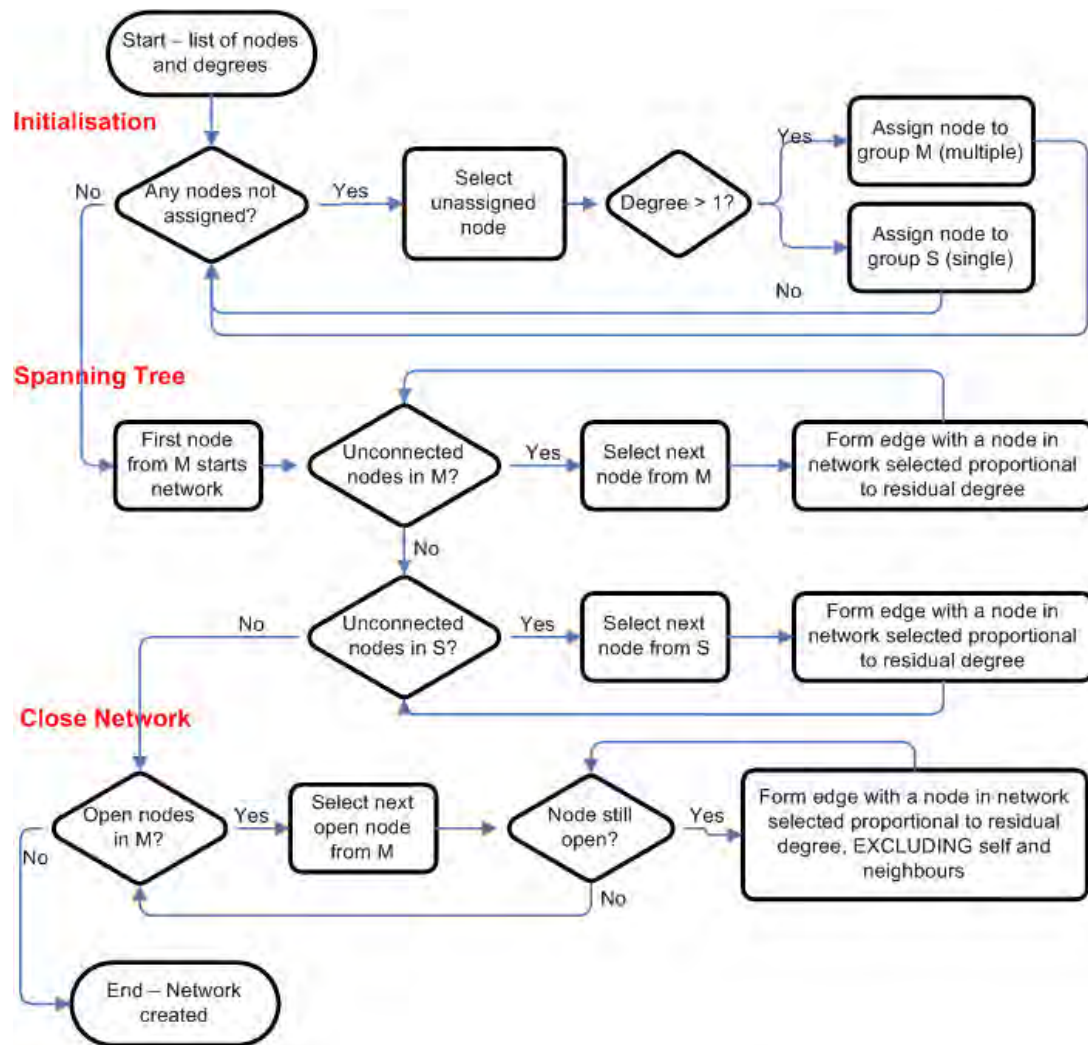 Start – list of nodes
and degrees
Initialisation
No
Any nodes not
assigned?
Yes
Select
unassigned
node
Degree > 1?
Yes
Assign node to
group M (multiple)
Assign node to
group S (single)
No
Spanning Tree
First node
from M starts
network
Unconnected
nodes in M?
Yes
Select next
node from M
Form edge with a node in
network selected proportional
to residual degree
No
Unconnected
nodes in S?
No
Yes
Select next
node from S
Form edge with a node in
network selected proportional
to residual degree
Close Network
Open nodes
in M?
Yes
Select next
open node
from M
Node still
open?
Yes
Form edge with a node in network
selected proportional to residual
degree, EXCLUDING self and
neighbours
No
No
End – Network
created